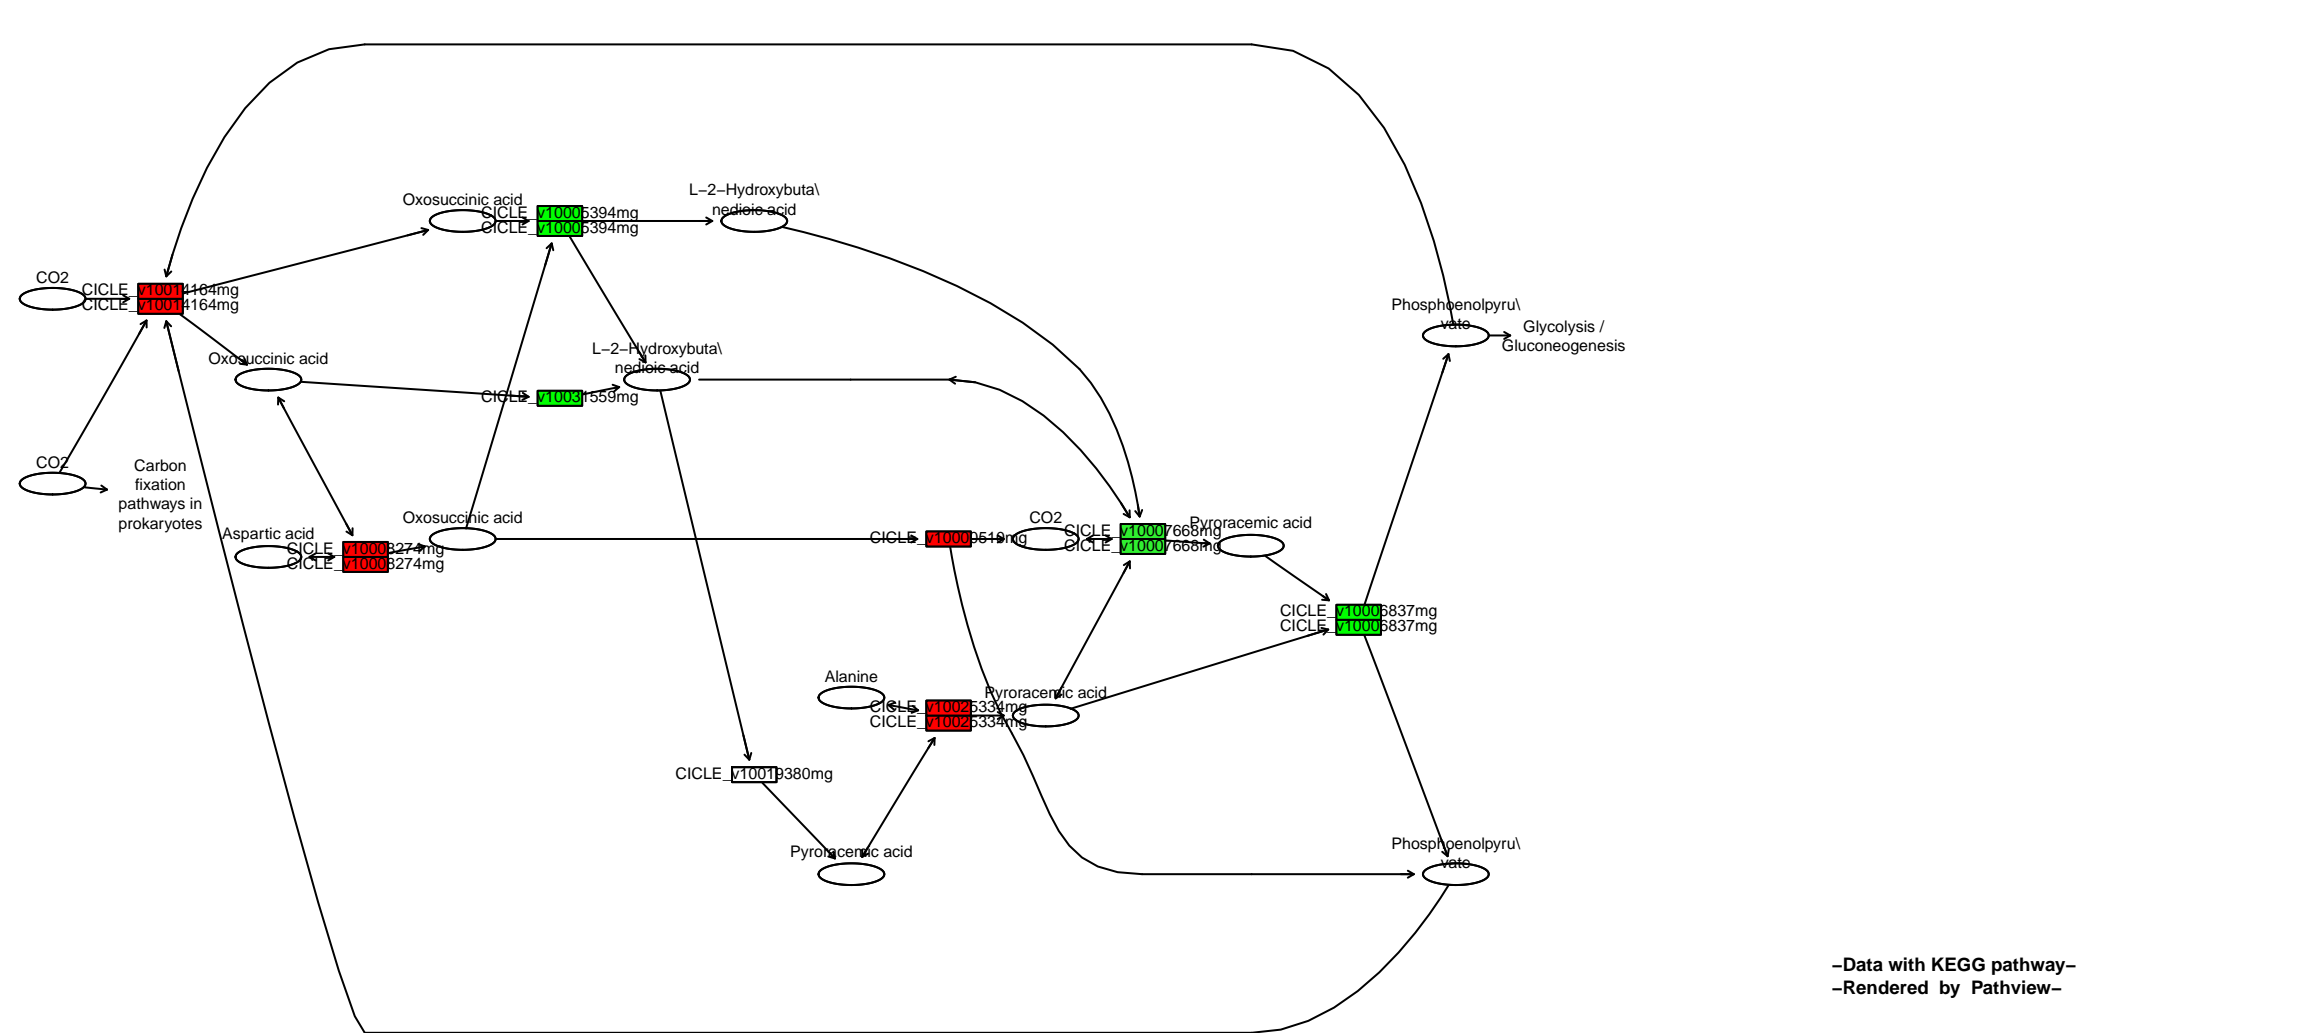 L−2−Hydroxybuta\
nedioic acid
Oxosuccinic acid
CICLE_v10005394mg
CICLE_v10005394mg
CO2
CICLE_v10014164mg
CICLE_v10014164mg
Phosphoenolpyru\
vate
Glycolysis /
Gluconeogenesis
L−2−Hydroxybuta\
nedioic acid
Oxosuccinic acid
CICLE_v10031559mg
CO2
Carbon
fixation
pathways in
prokaryotes
Oxosuccinic acid
Aspartic acid
CICLE_v10008274mg
CICLE_v10008274mg
CICLE_v10000519mg
CO2
CICLE_v10007668mg
CICLE_v10007668mg
Pyroracemic acid
CICLE_v10006837mg
CICLE_v10006837mg
Alanine
Pyroracemic acid
CICLE_v10025334mg
CICLE_v10025334mg
CICLE_v10019380mg
Pyroracemic acid
Phosphoenolpyru\
vate
−Data with KEGG pathway−
−Rendered by Pathview−